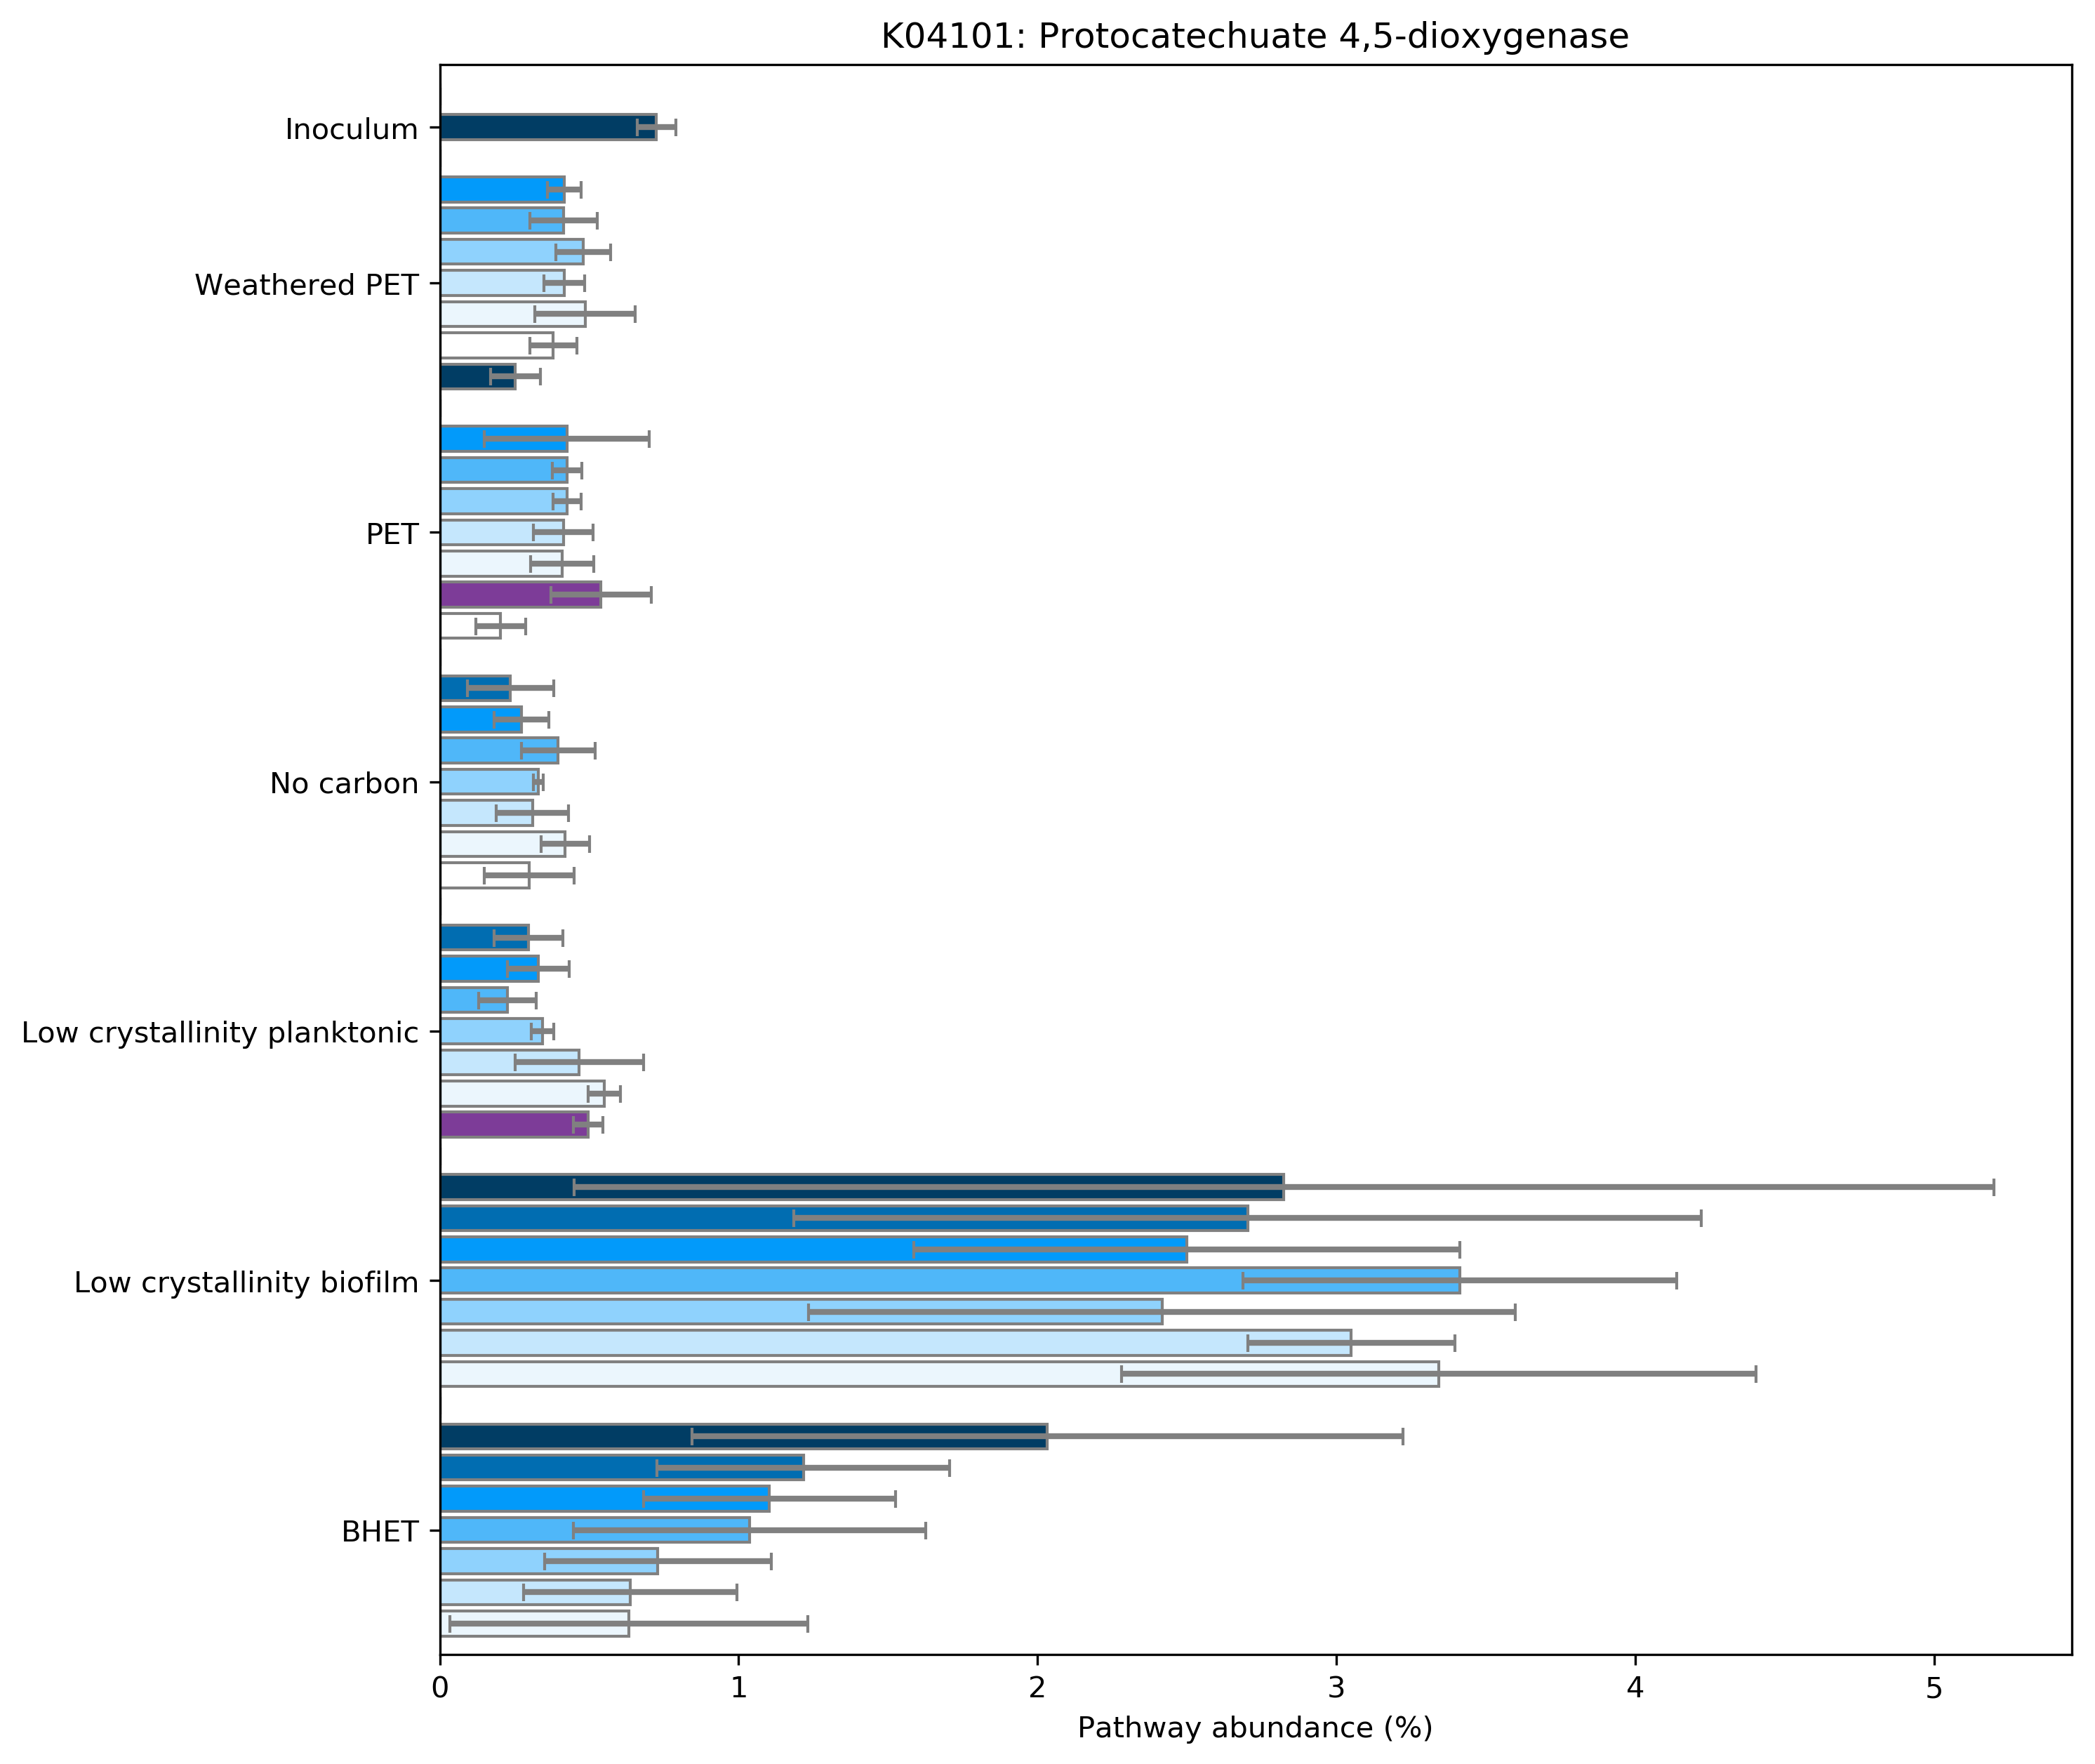 K04101: Protocatechuate 4,5-dioxygenase
Inoculum
Weathered PET
PET
No carbon
Low crystallinity planktonic
Low crystallinity biofilm
BHET
0 1 2 3 4 5
Pathway abundance (%)